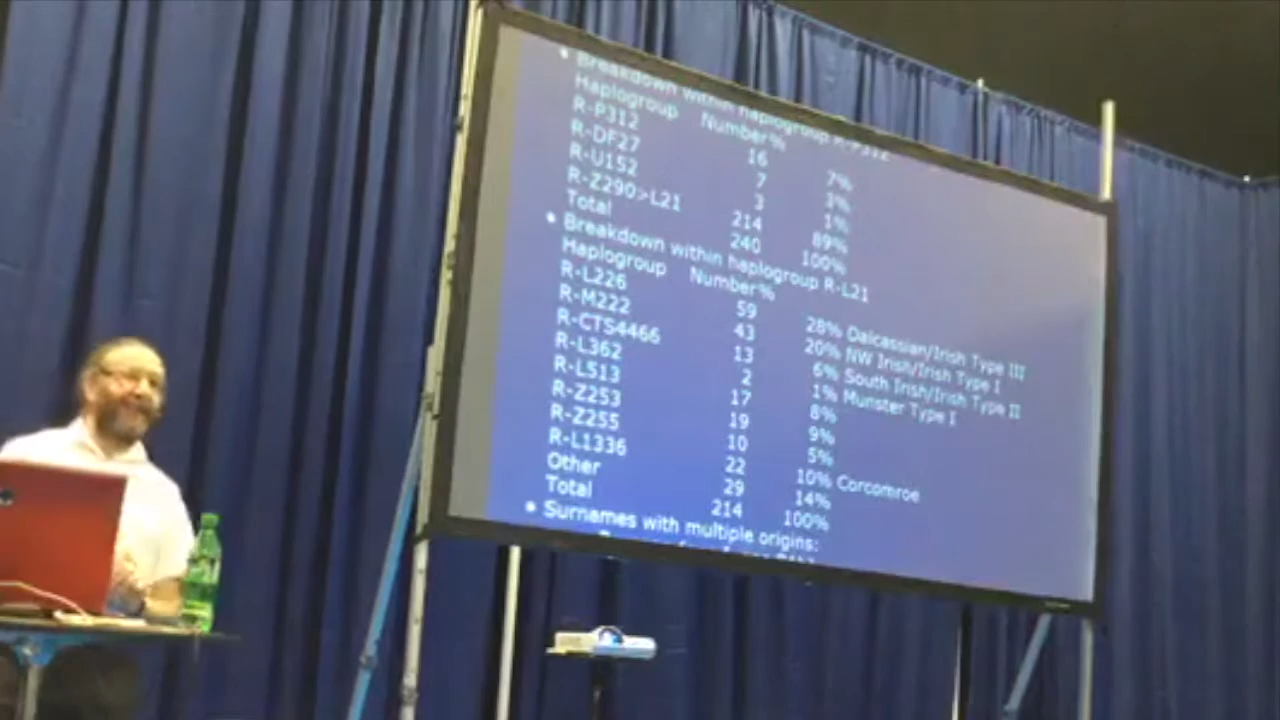 • Breakdown within haplogroup R-P312
Haplogroup Number%
R-P312 16 7%
R-DF27 7 3%
R-U152 3 1%
R-Z290>L21 214 89%
Total 240 100%
• Breakdown within haplogroup R-L21
Haplogroup Number%
R-L226 59 28% Dalcassian/Irish Type III
R-M222 43 20% NW Irish/Irish Type I
R-CTS4466 13 6% South Irish/Irish Type II
R-L362 2 1% Munster Type I
R-L513 17 8%
R-Z253 19 9%
R-Z255 10 5%
R-L1336 22 10% Corcomroe
Other 29 14%
Total 214 100%
• Surnames with multiple origins: